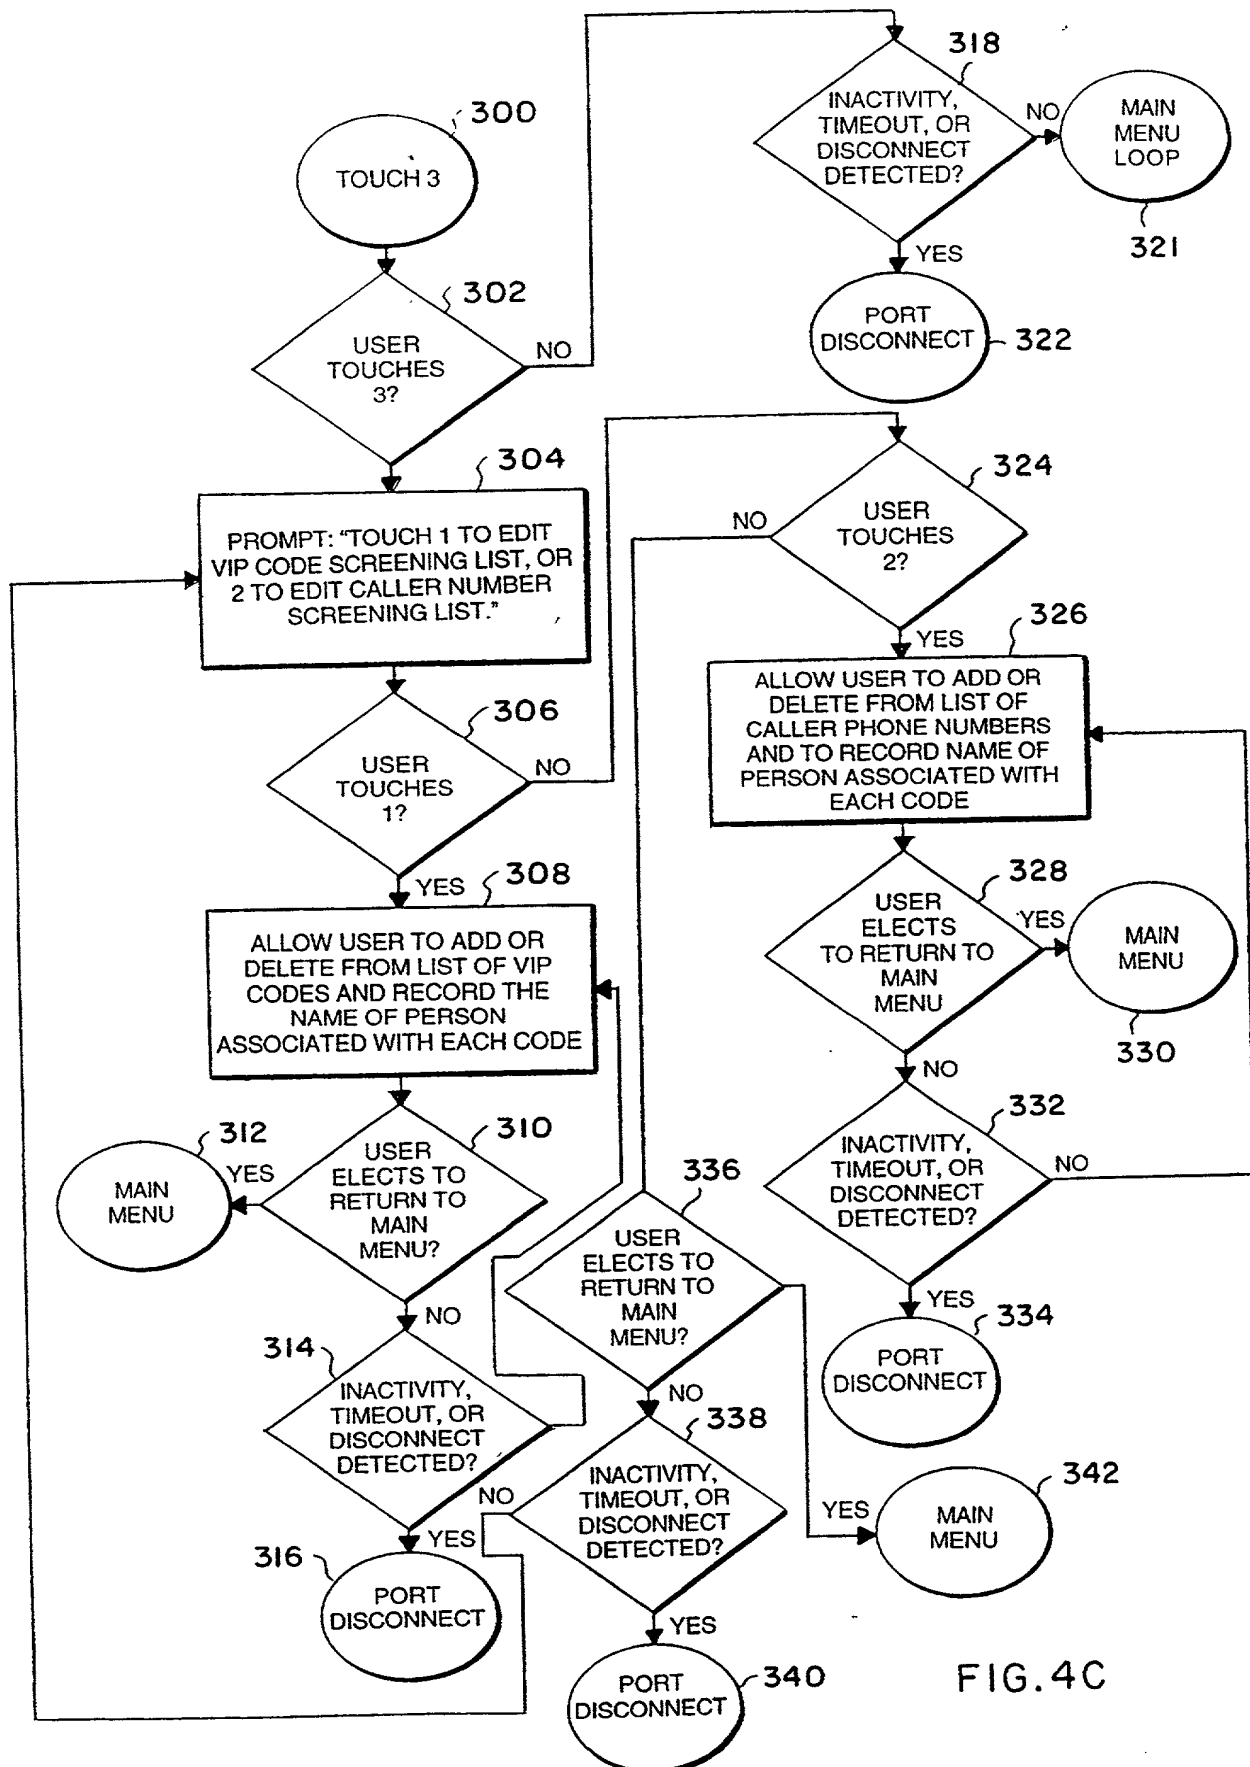 300
TOUCH 3
302
USER
TOUCHES
3?
NO
318
INACTIVITY,
TIMEOUT, OR
DISCONNECT
DETECTED?
NO
MAIN
MENU
LOOP
321
YES
PORT
DISCONNECT
322
304
PROMPT: "TOUCH 1 TO EDIT
VIP CODE SCREENING LIST, OR
2 TO EDIT CALLER NUMBER
SCREENING LIST."
306
USER
TOUCHES
1?
NO
324
USER
TOUCHES
2?
NO
YES
326
ALLOW USER TO ADD OR
DELETE FROM LIST OF
CALLER PHONE NUMBERS
AND TO RECORD NAME OF
PERSON ASSOCIATED WITH
EACH CODE
YES
308
ALLOW USER TO ADD OR
DELETE FROM LIST OF VIP
CODES AND RECORD THE
NAME OF PERSON
ASSOCIATED WITH EACH CODE
328
USER
ELECTS
TO RETURN TO
MAIN
MENU
YES
MAIN
MENU
330
NO
312
MAIN
MENU
YES
310
USER
ELECTS TO
RETURN TO
MAIN
MENU?
NO
332
INACTIVITY,
TIMEOUT, OR
DISCONNECT
DETECTED?
NO
YES
334
PORT
DISCONNECT
336
USER
ELECTS TO
RETURN TO
MAIN
MENU?
NO
314
INACTIVITY,
TIMEOUT, OR
DISCONNECT
DETECTED?
YES
316
PORT
DISCONNECT
338
INACTIVITY,
TIMEOUT, OR
DISCONNECT
DETECTED?
NO
YES
342
MAIN
MENU
YES
340
PORT
DISCONNECT
FIG.4C